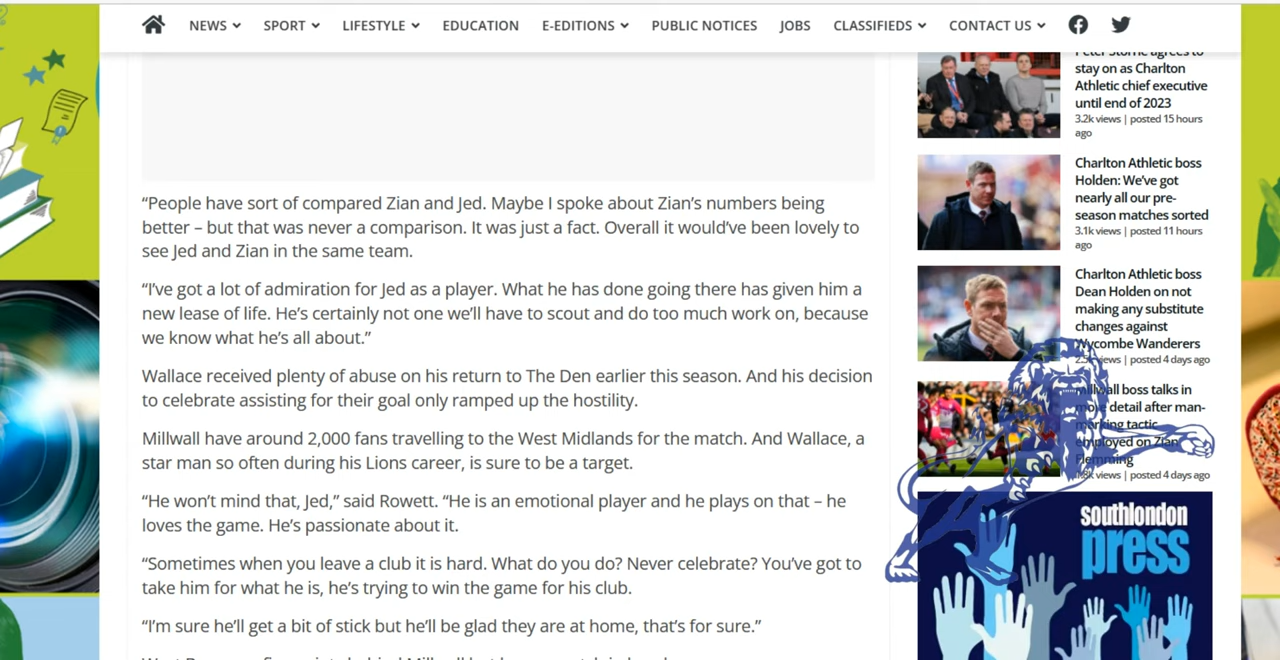 NEWS SPORT LIFESTYLE EDUCATION E-EDITIONS PUBLIC NOTICES JOBS CLASSIFIEDS CONTACT US
“People have sort of compared Zian and Jed. Maybe I spoke about Zian’s numbers being
better – but that was never a comparison. It was just a fact. Overall it would’ve been lovely to
see Jed and Zian in the same team.
“I’ve got a lot of admiration for Jed as a player. What he has done going there has given him a
new lease of life. He’s certainly not one we’ll have to scout and do too much work on, because
we know what he’s all about.”
Wallace received plenty of abuse on his return to The Den earlier this season. And his decision
to celebrate assisting for their goal only ramped up the hostility.
Millwall have around 2,000 fans travelling to the West Midlands for the match. And Wallace, a
star man so often during his Lions career, is sure to be a target.
“He won’t mind that, Jed,” said Rowett. “He is an emotional player and he plays on that – he
loves the game. He’s passionate about it.
“Sometimes when you leave a club it is hard. What do you do? Never celebrate? You’ve got to
take him for what he is, he’s trying to win the game for his club.
“I’m sure he’ll get a bit of stick but he’ll be glad they are at home, that’s for sure.”
agrees to
stay on as Charlton
Athletic chief executive
until end of 2023
3.2k views | posted 15 hours
ago
Charlton Athletic boss
Holden: We’ve got
nearly all our pre-
season matches sorted
3.1k views | posted 11 hours
ago
Charlton Athletic boss
Dean Holden on not
making any substitute
changes against
Wycombe Wanderers
views | posted 4 days ago
Millwall boss talks in
more detail after man-
marking tactic
employed on Zian
Flemming
views | posted 4 days ago
southlondon
press